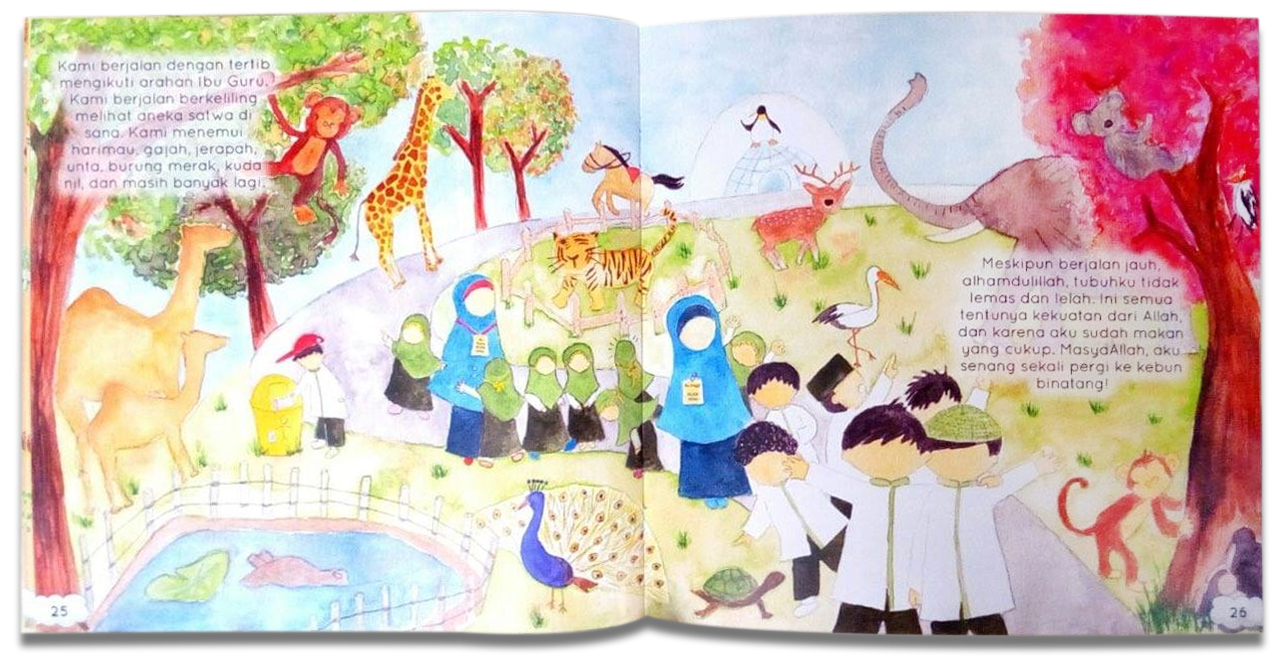 Kami berjalan dengan tertib
mengikuti arahan Ibu Guru.
Kami berjalan berkeliling
melihat aneka satwa di
sana. Kami menemui
harimau, gajah, jerapah,
unta, burung merak, kuda
nil, dan masih banyak lagi.
Meskipun berjalan jauh,
alhamdulillah, tubuhku tidak
lemas dan lelah. Ini semua
tentunya kekuatan dari Allah,
dan karena aku sudah makan
yang cukup. MasyaAllah, aku
senang sekali pergi ke kebun
binatang!
25
26